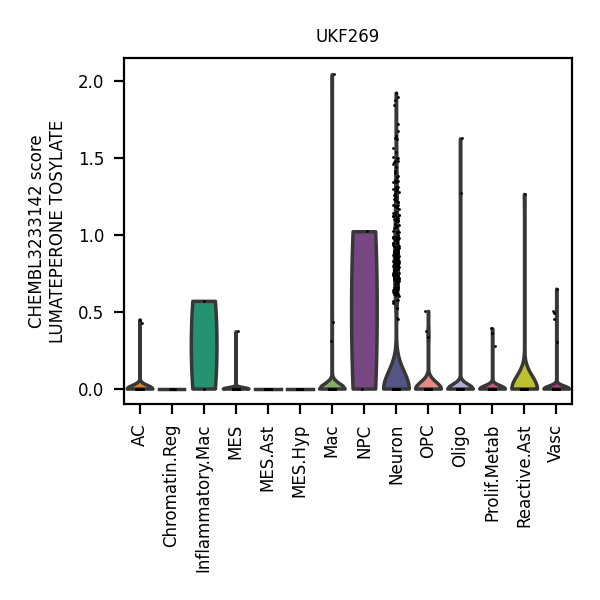 UKF269
CHEMBL3233142 score
LUMATEPERONE TOSYLATE
2.0
1.5
1.0
0.5
0.0
AC
Chromatin.Reg
Inflammatory.Mac
MES
MES.Ast
MES.Hyp
Mac
NPC
Neuron
OPC
Oligo
Prolif.Metab
Reactive.Ast
Vasc